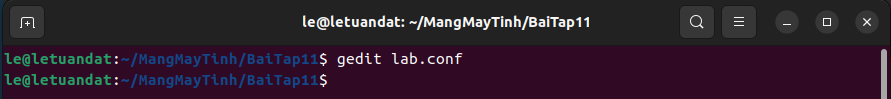 le@letuandat: ~/MangMayTinh/BaiTap11
le@letuandat:~/MangMayTinh/BaiTap11$ gedit lab.conf
le@letuandat:~/MangMayTinh/BaiTap11$